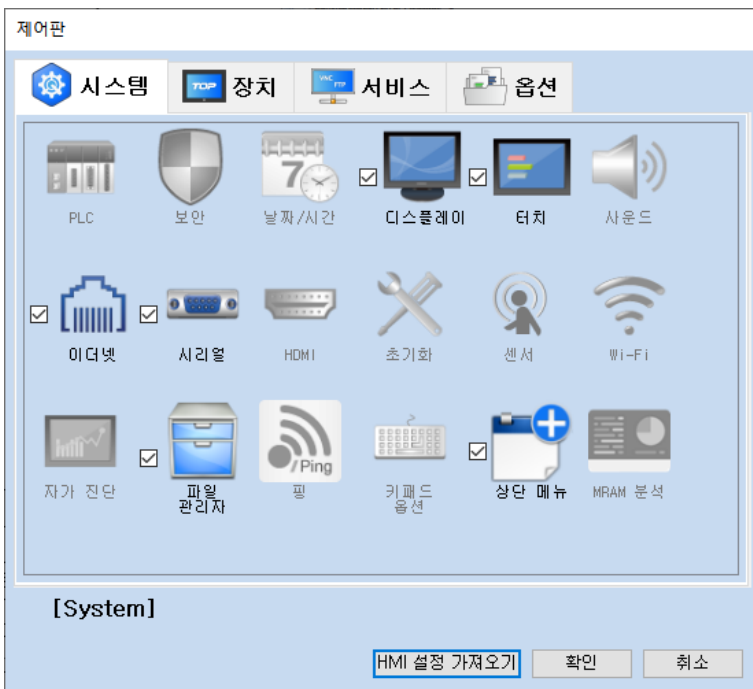 제어판
시스템
TOP 장치
VNC FTP 서비스
옵션
7
PLC
보안
날짜/시간
디스플레이
터치
사운드
이더넷
시리얼
HDMI
초기화
센서
Wi-Fi
/Ping
자가 진단
파일
관리자
핑
키패드
옵션
상단 메뉴
MRAM 분석
[System]
HMI 설정 가져오기
확인
취소